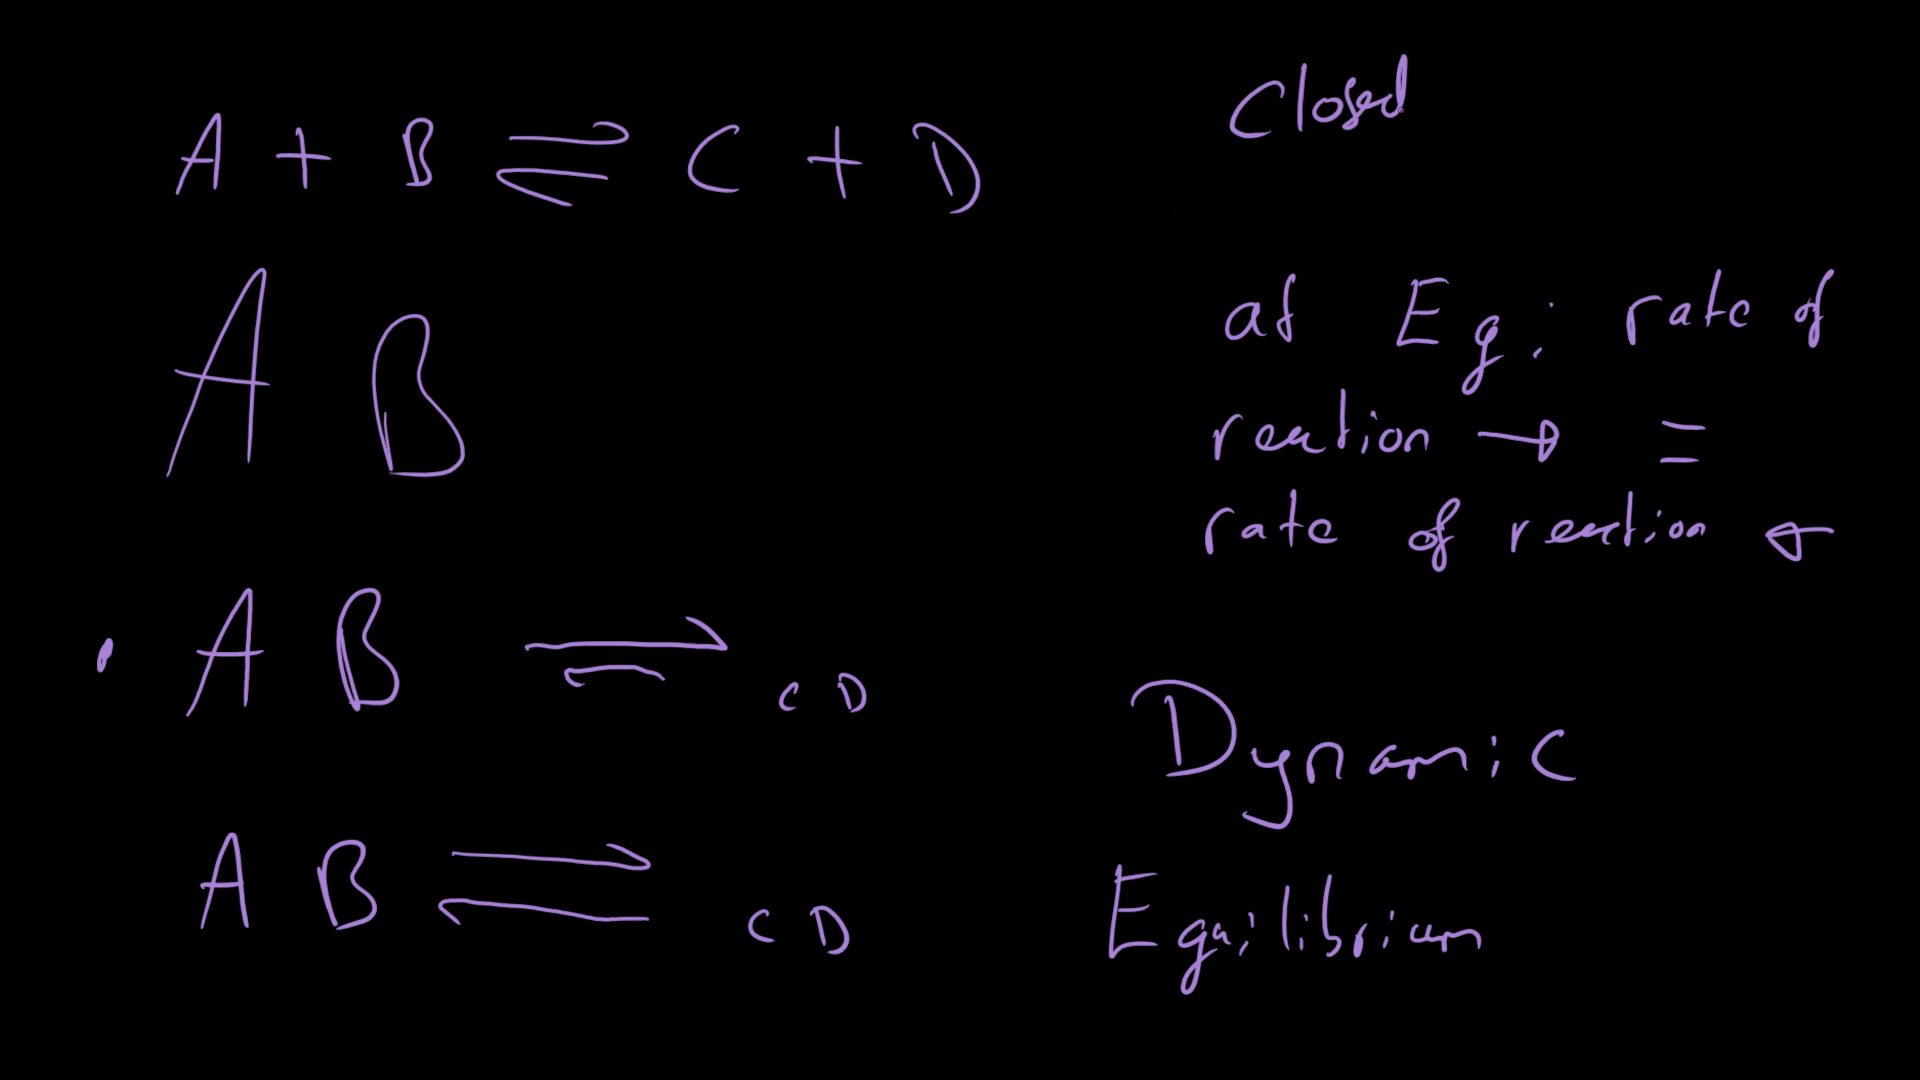 A + B ⇌ C + D
A B
A B ⇌ C D
A B ⇌ C D
Closed
at Eq: rate of
reaction → =
rate of reaction ←
Dynamic
Equilibrium